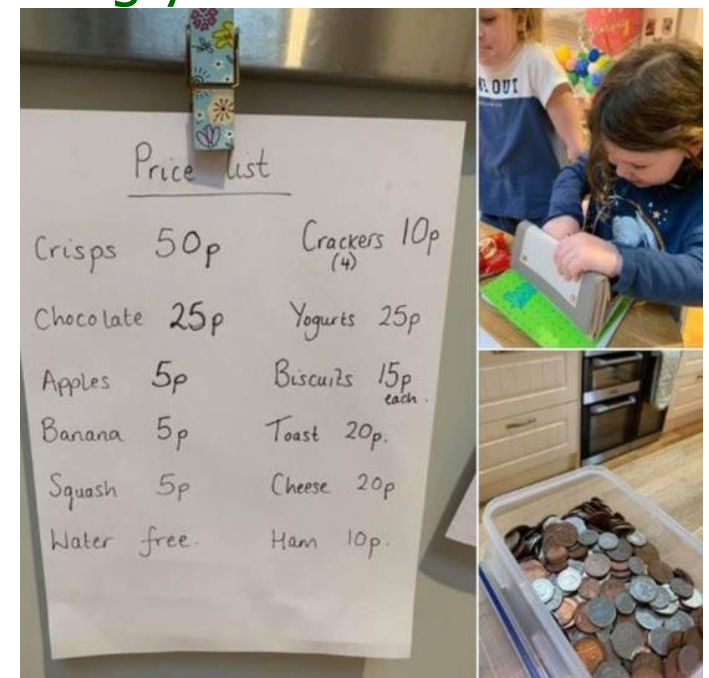 Price list
Crisps 50p
Chocolate 25p
Apples 5p
Banana 5p
Squash 5p
Water free.
Crackers 10p
(4)
Yogurts 25p
Biscuits 15p
each.
Toast 20p.
Cheese 20p
Ham 10p.